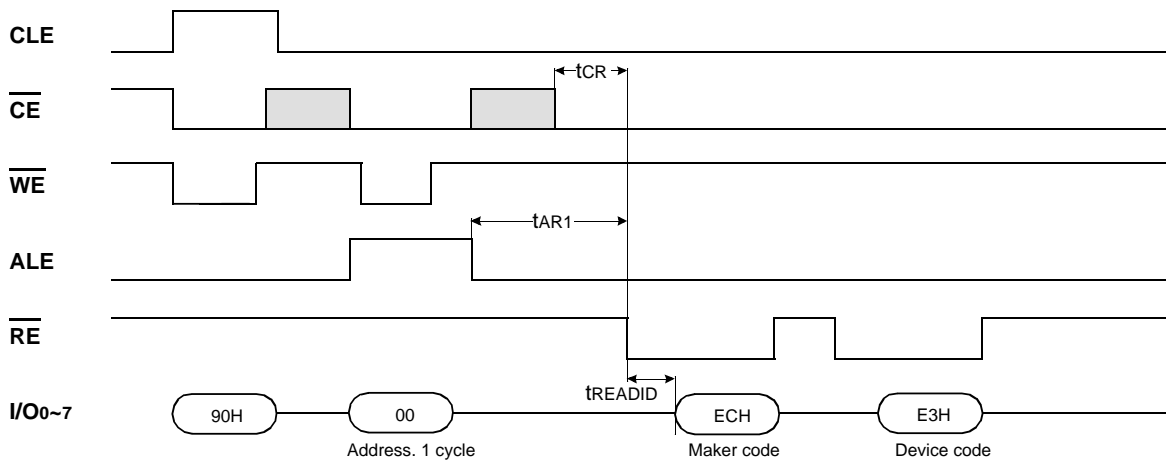 CLE
tCR
CE
WE
tAR1
ALE
RE
tREADID
I/O0~7
90H
00
ECH
E3H
Address. 1 cycle
Maker code
Device code